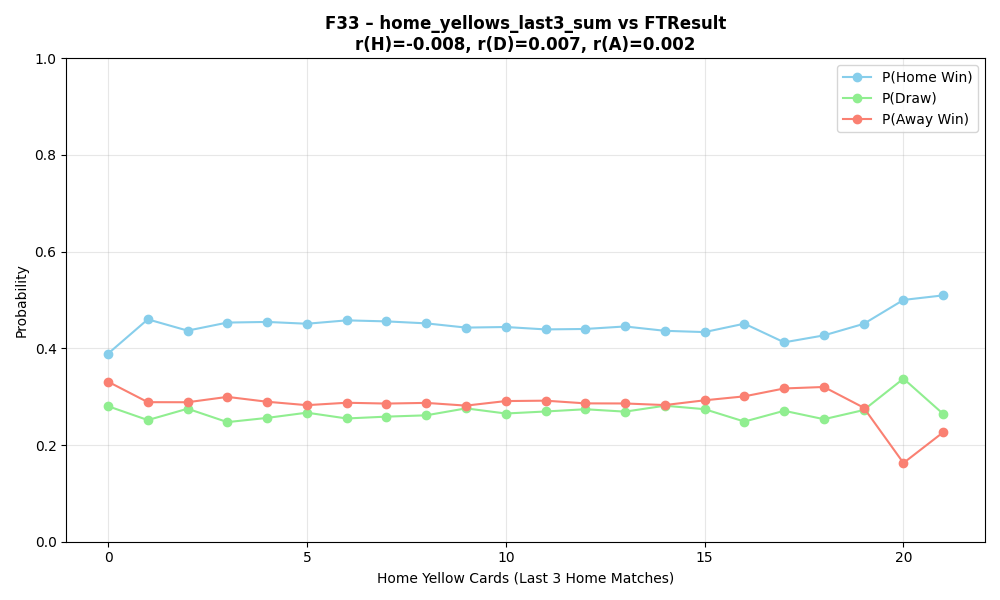 F33 – home_yellows_last3_sum vs FTResult
r(H)=-0.008, r(D)=0.007, r(A)=0.002
1.0
0.8
0.6
0.4
0.2
0.0
Probability
P(Home Win)
P(Draw)
P(Away Win)
0 5 10 15 20
Home Yellow Cards (Last 3 Home Matches)